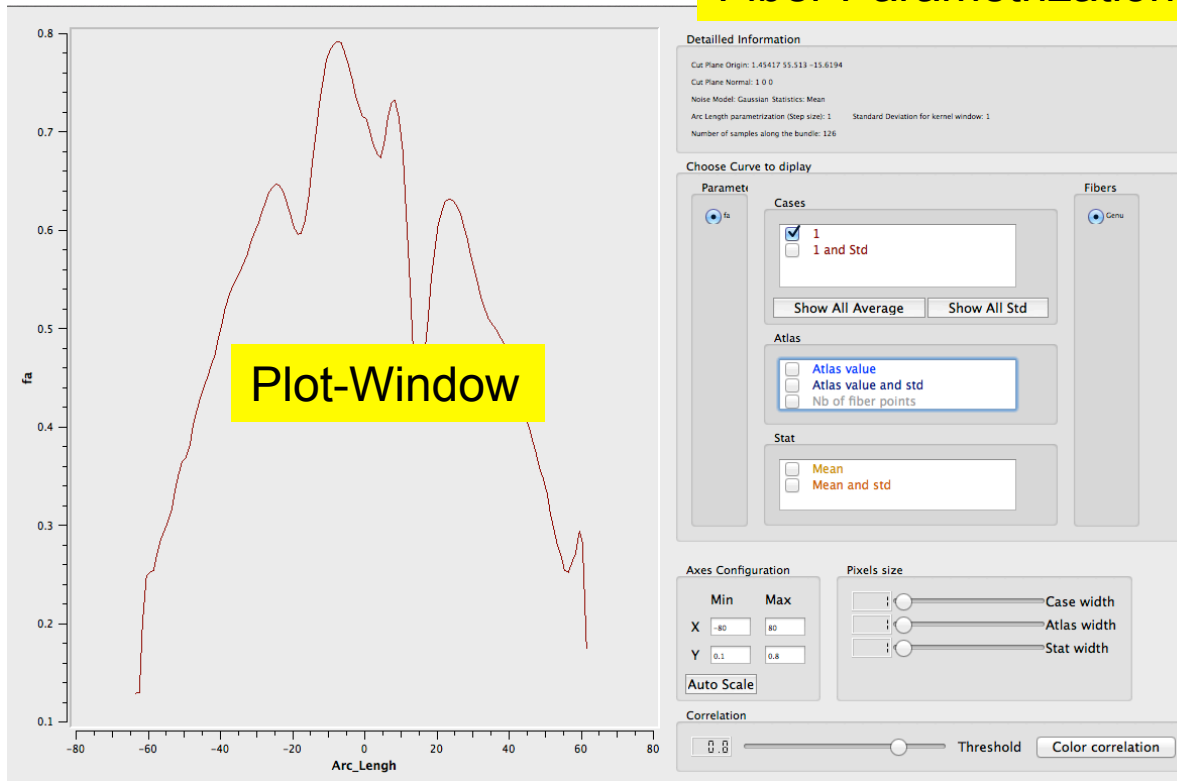 Fiber Parametrization
0.8
0.7
0.6
0.5
0.4
0.3
0.2
0.1
fa
Plot-Window
-80
-60
-40
-20
0
20
40
60
80
Arc_Lengh
Detailled Information
Cut Plane Origin: 1.45417 55.513 -15.6194
Cut Plane Normal: 1 0 0
Noise Model: Gaussian Statistics: Mean
Arc Length parametrization (Step size): 1 Standard Deviation for kernel window: 1
Number of samples along the bundle: 126
Choose Curve to diplay
Paramete
fa
Cases
1
1 and Std
Show All Average Show All Std
Atlas
Atlas value
Atlas value and std
Nb of fiber points
Stat
Mean
Mean and std
Fibers
Genu
Axes Configuration
Min Max
X -80 80
Y 0.1 0.8
Auto Scale
Pixels size
1 Case width
1 Atlas width
1 Stat width
Correlation
0.8 Threshold Color correlation